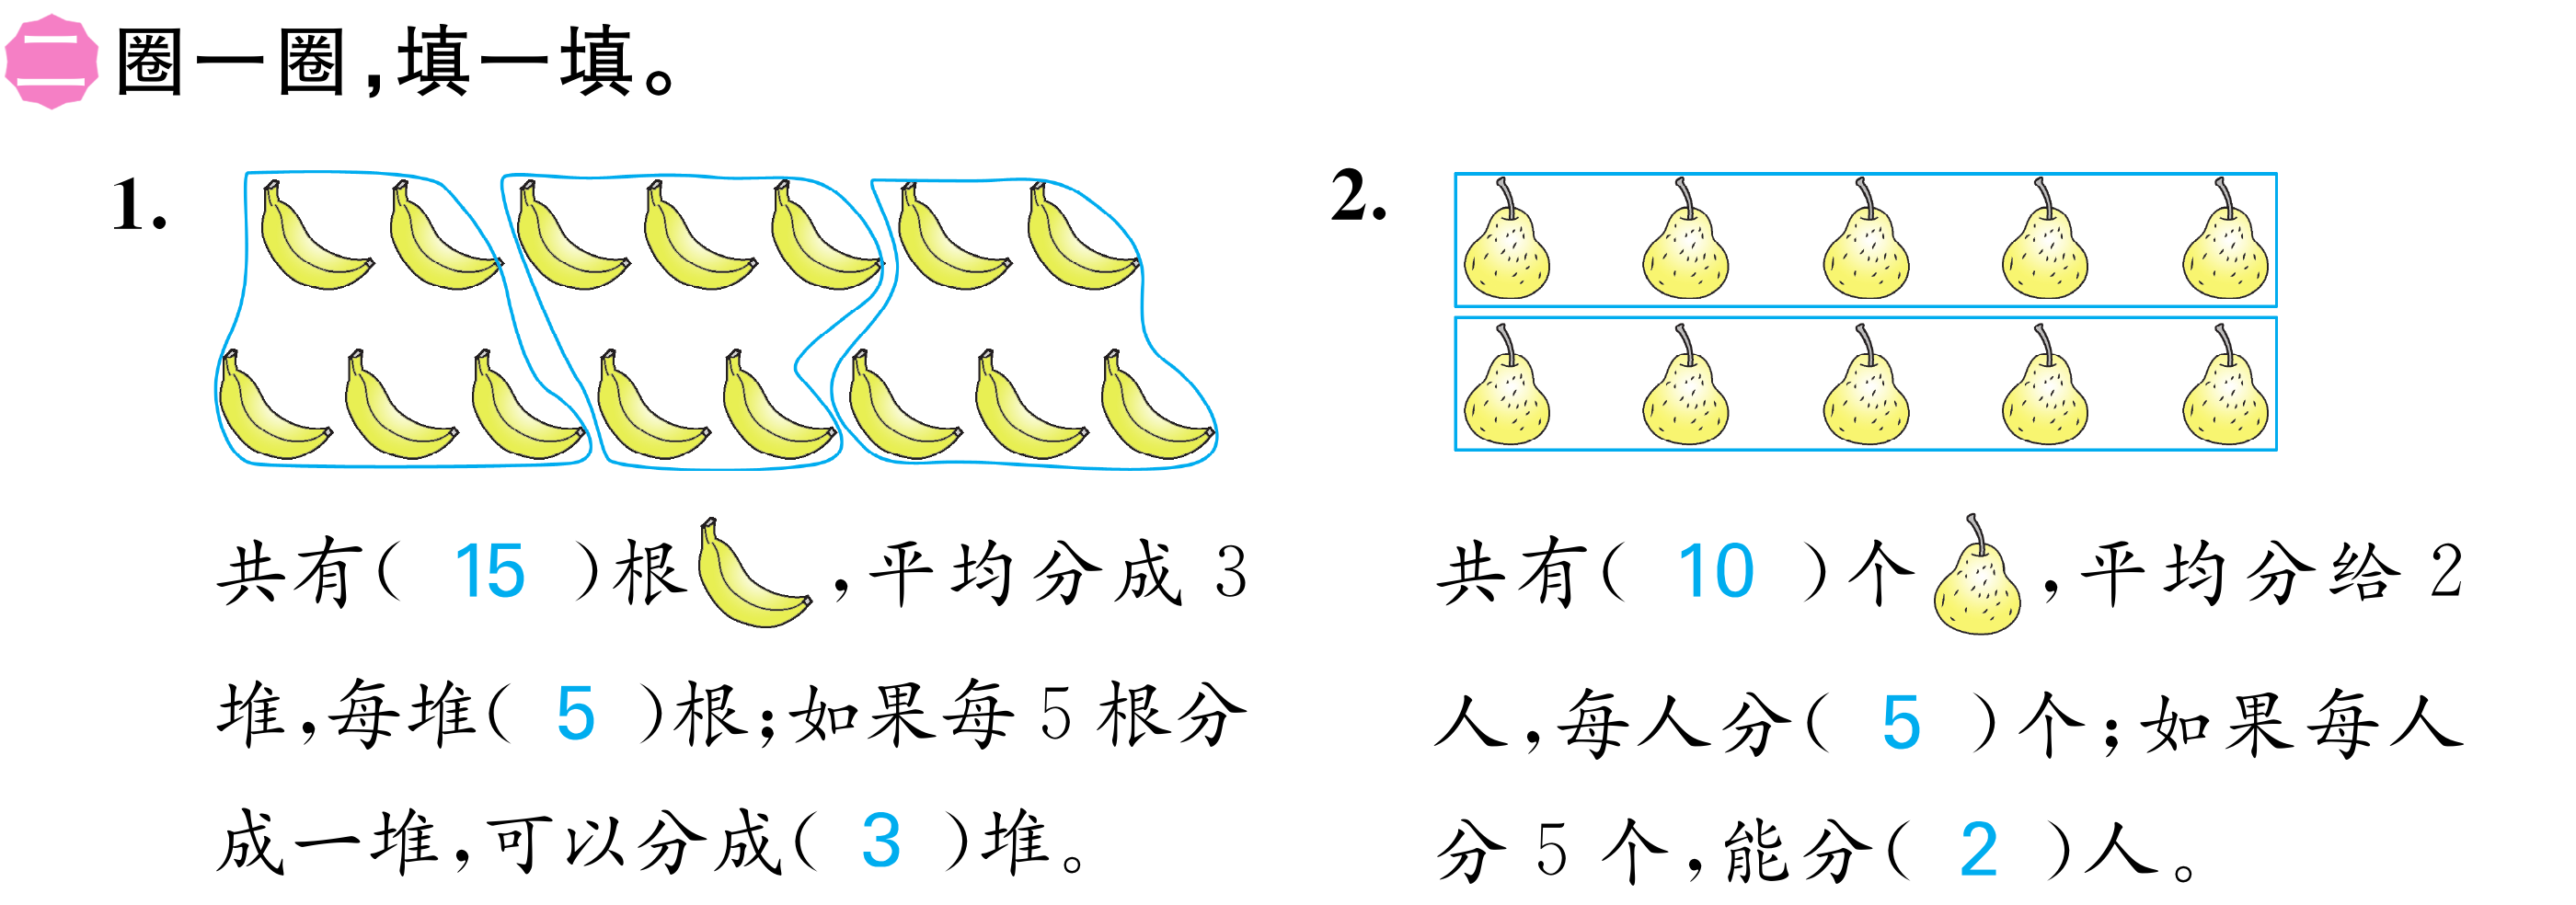 二 圈一圈,填一填。
1.
共有( 15 )根,平均分成 3
堆,每堆( 5 )根;如果每 5 根分
成一堆,可以分成( 3 )堆。
2.
共有( 10 )个,平均分给 2
人,每人分( 5 )个;如果每人
分 5 个,能分( 2 )人。